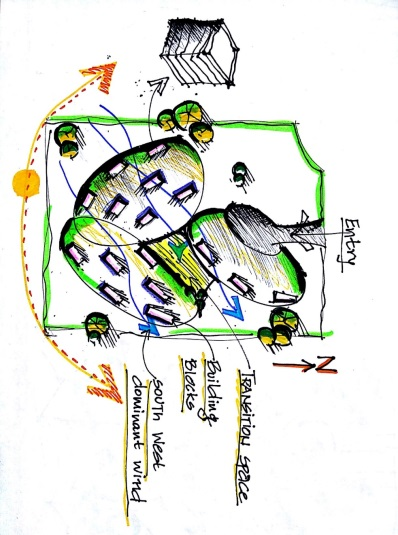 Entry
N
TRANSITION space
Building
Blocks
south West
dominant wind